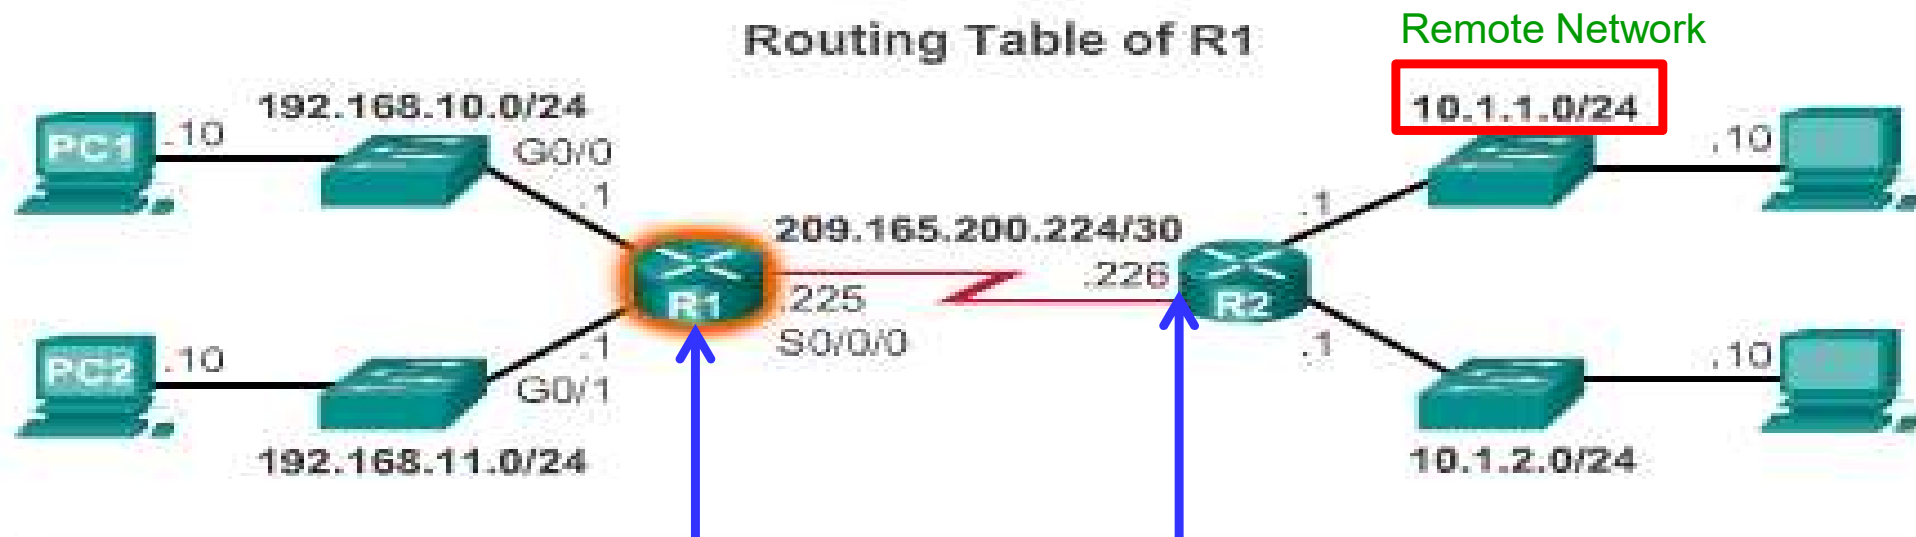 Routing Table of R1
Remote Network
192.168.10.0/24
10.1.1.0/24
PC1
.10
G0/0
.1
.10
.1
209.165.200.224/30
R1
.225
.226
R2
S0/0/0
PC2
.10
.1
G0/1
.1
.10
192.168.11.0/24
10.1.2.0/24